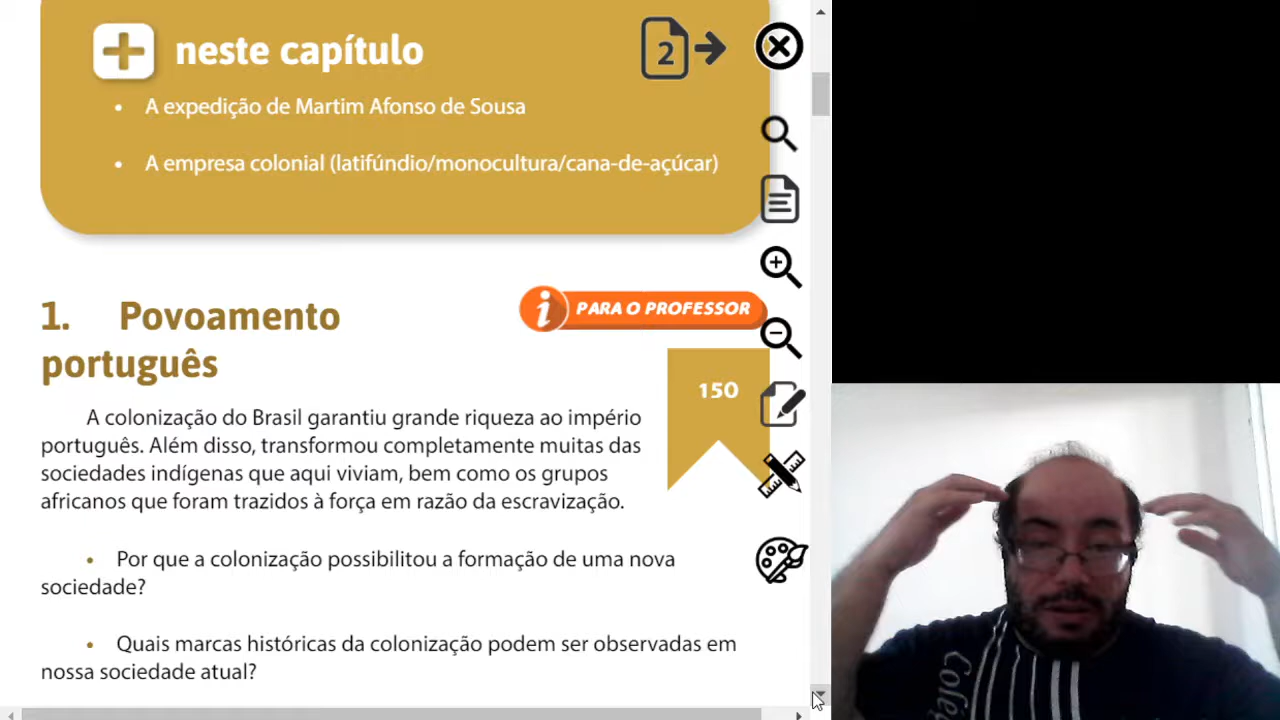 neste capítulo
2
• A expedição de Martim Afonso de Sousa
• A empresa colonial (latifúndio/monocultura/cana-de-açúcar)
1. Povoamento
português
PARA O PROFESSOR
150
A colonização do Brasil garantiu grande riqueza ao império
português. Além disso, transformou completamente muitas das
sociedades indígenas que aqui viviam, bem como os grupos
africanos que foram trazidos à força em razão da escravização.
• Por que a colonização possibilitou a formação de uma nova
sociedade?
• Quais marcas históricas da colonização podem ser observadas em
nossa sociedade atual?